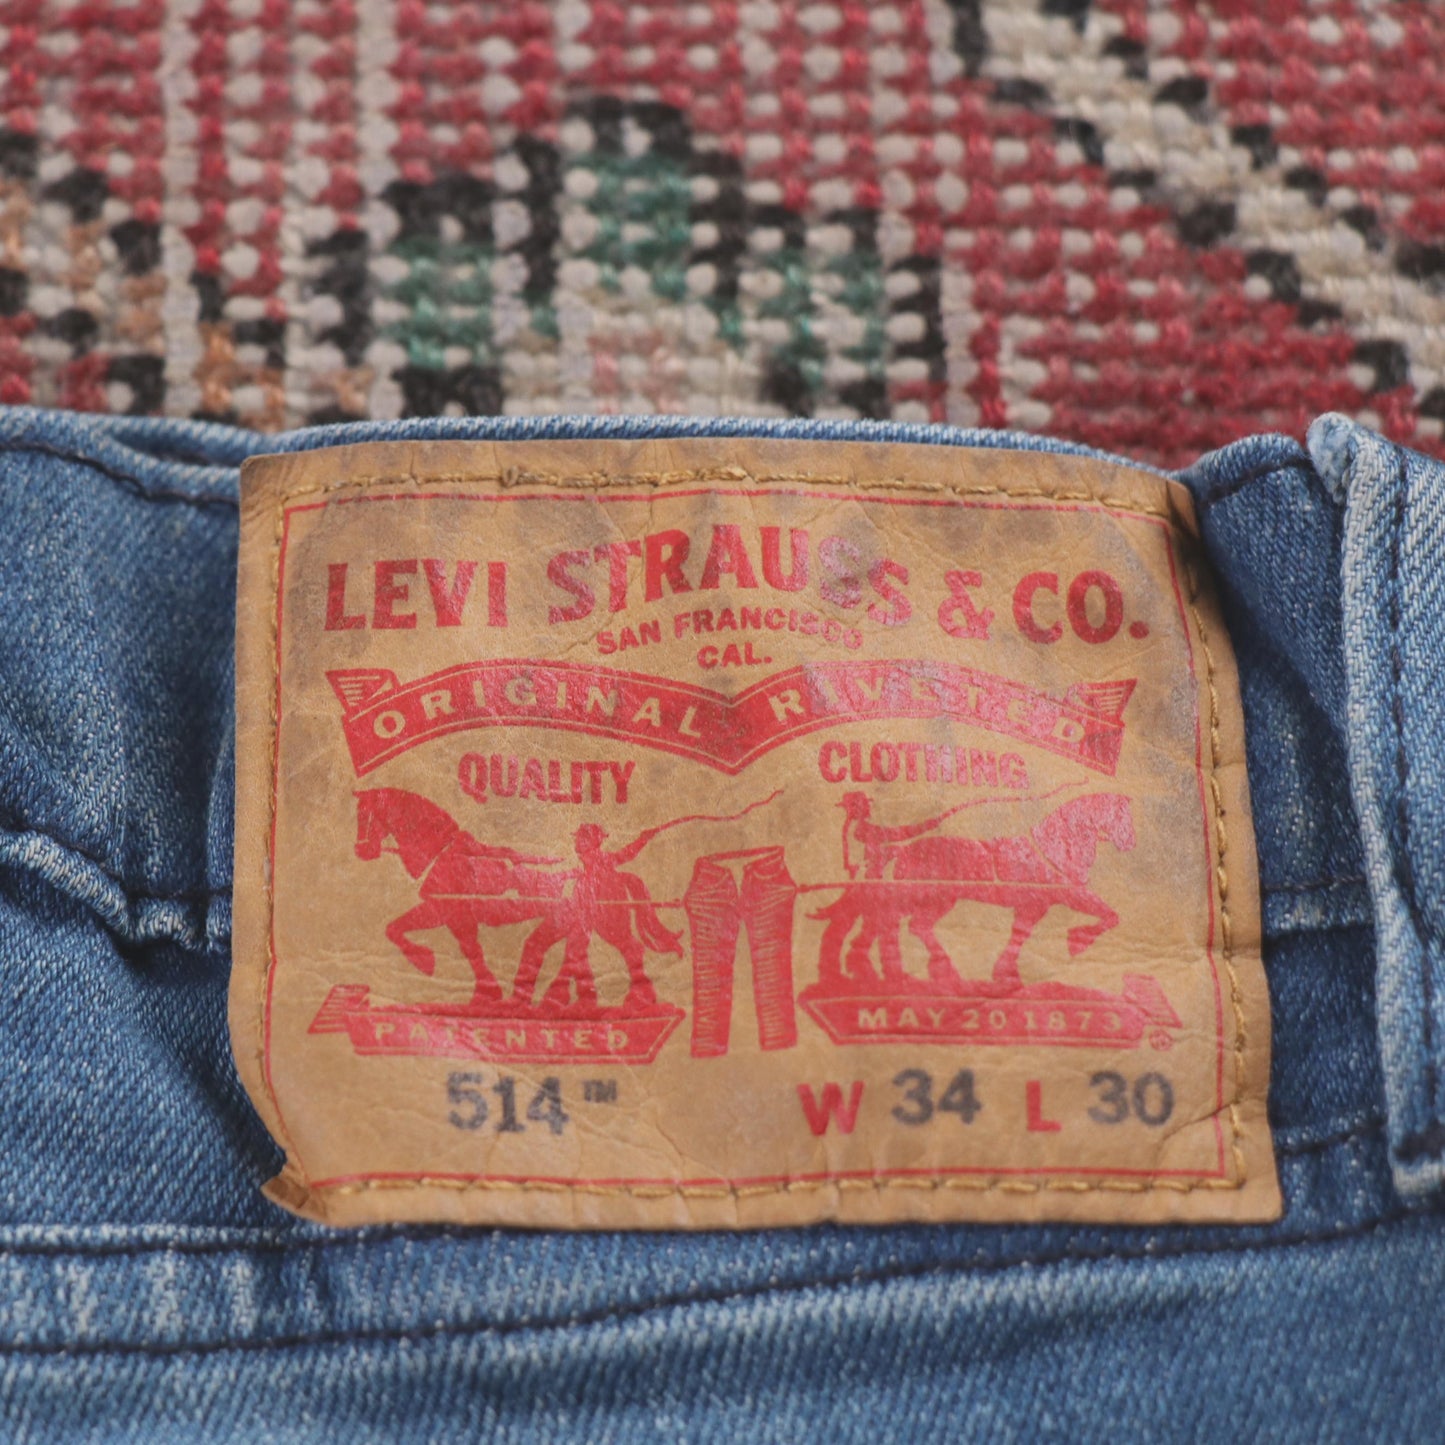 LEVI STRAUSS & CO.
SAN FRANCISCO
CAL.
ORIGINAL RIVETED
QUALITY CLOTHING
PATENTED MAY 20 1873 ®
514™ W 34 L 30